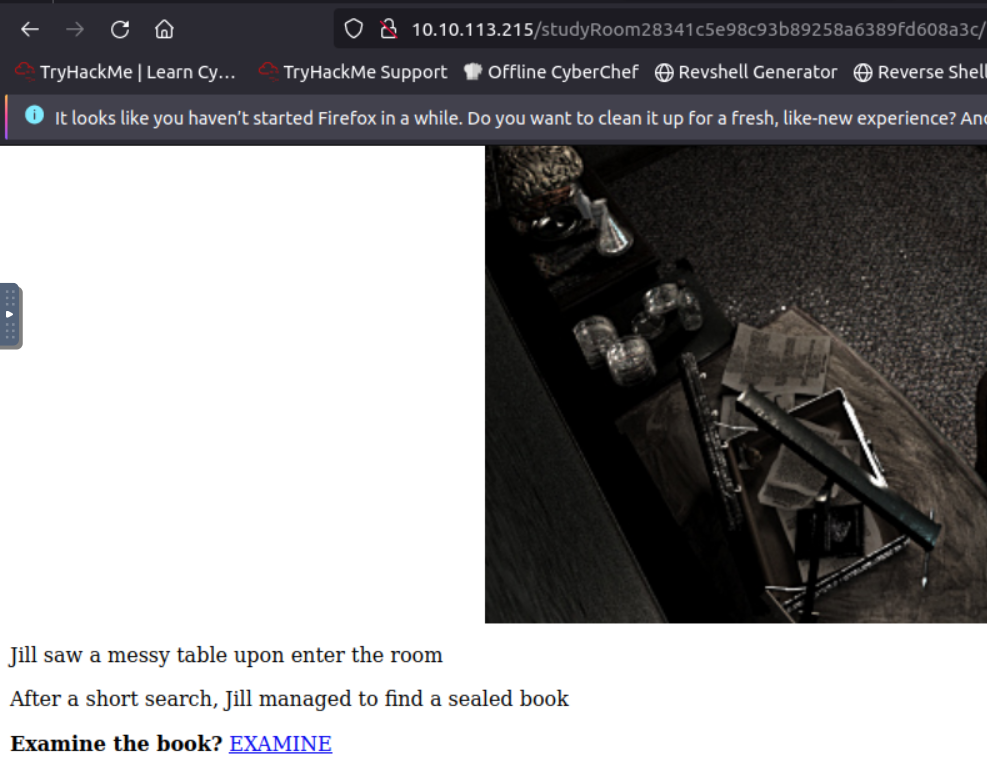 10.10.113.215/studyRoom28341c5e98c93b89258a6389fd608a3c/
TryHackMe | Learn Cy... TryHackMe Support Offline CyberChef Revshell Generator Reverse Shell
It looks like you haven't started Firefox in a while. Do you want to clean it up for a fresh, like-new experience? And
Jill saw a messy table upon enter the room
After a short search, Jill managed to find a sealed book
Examine the book? EXAMINE